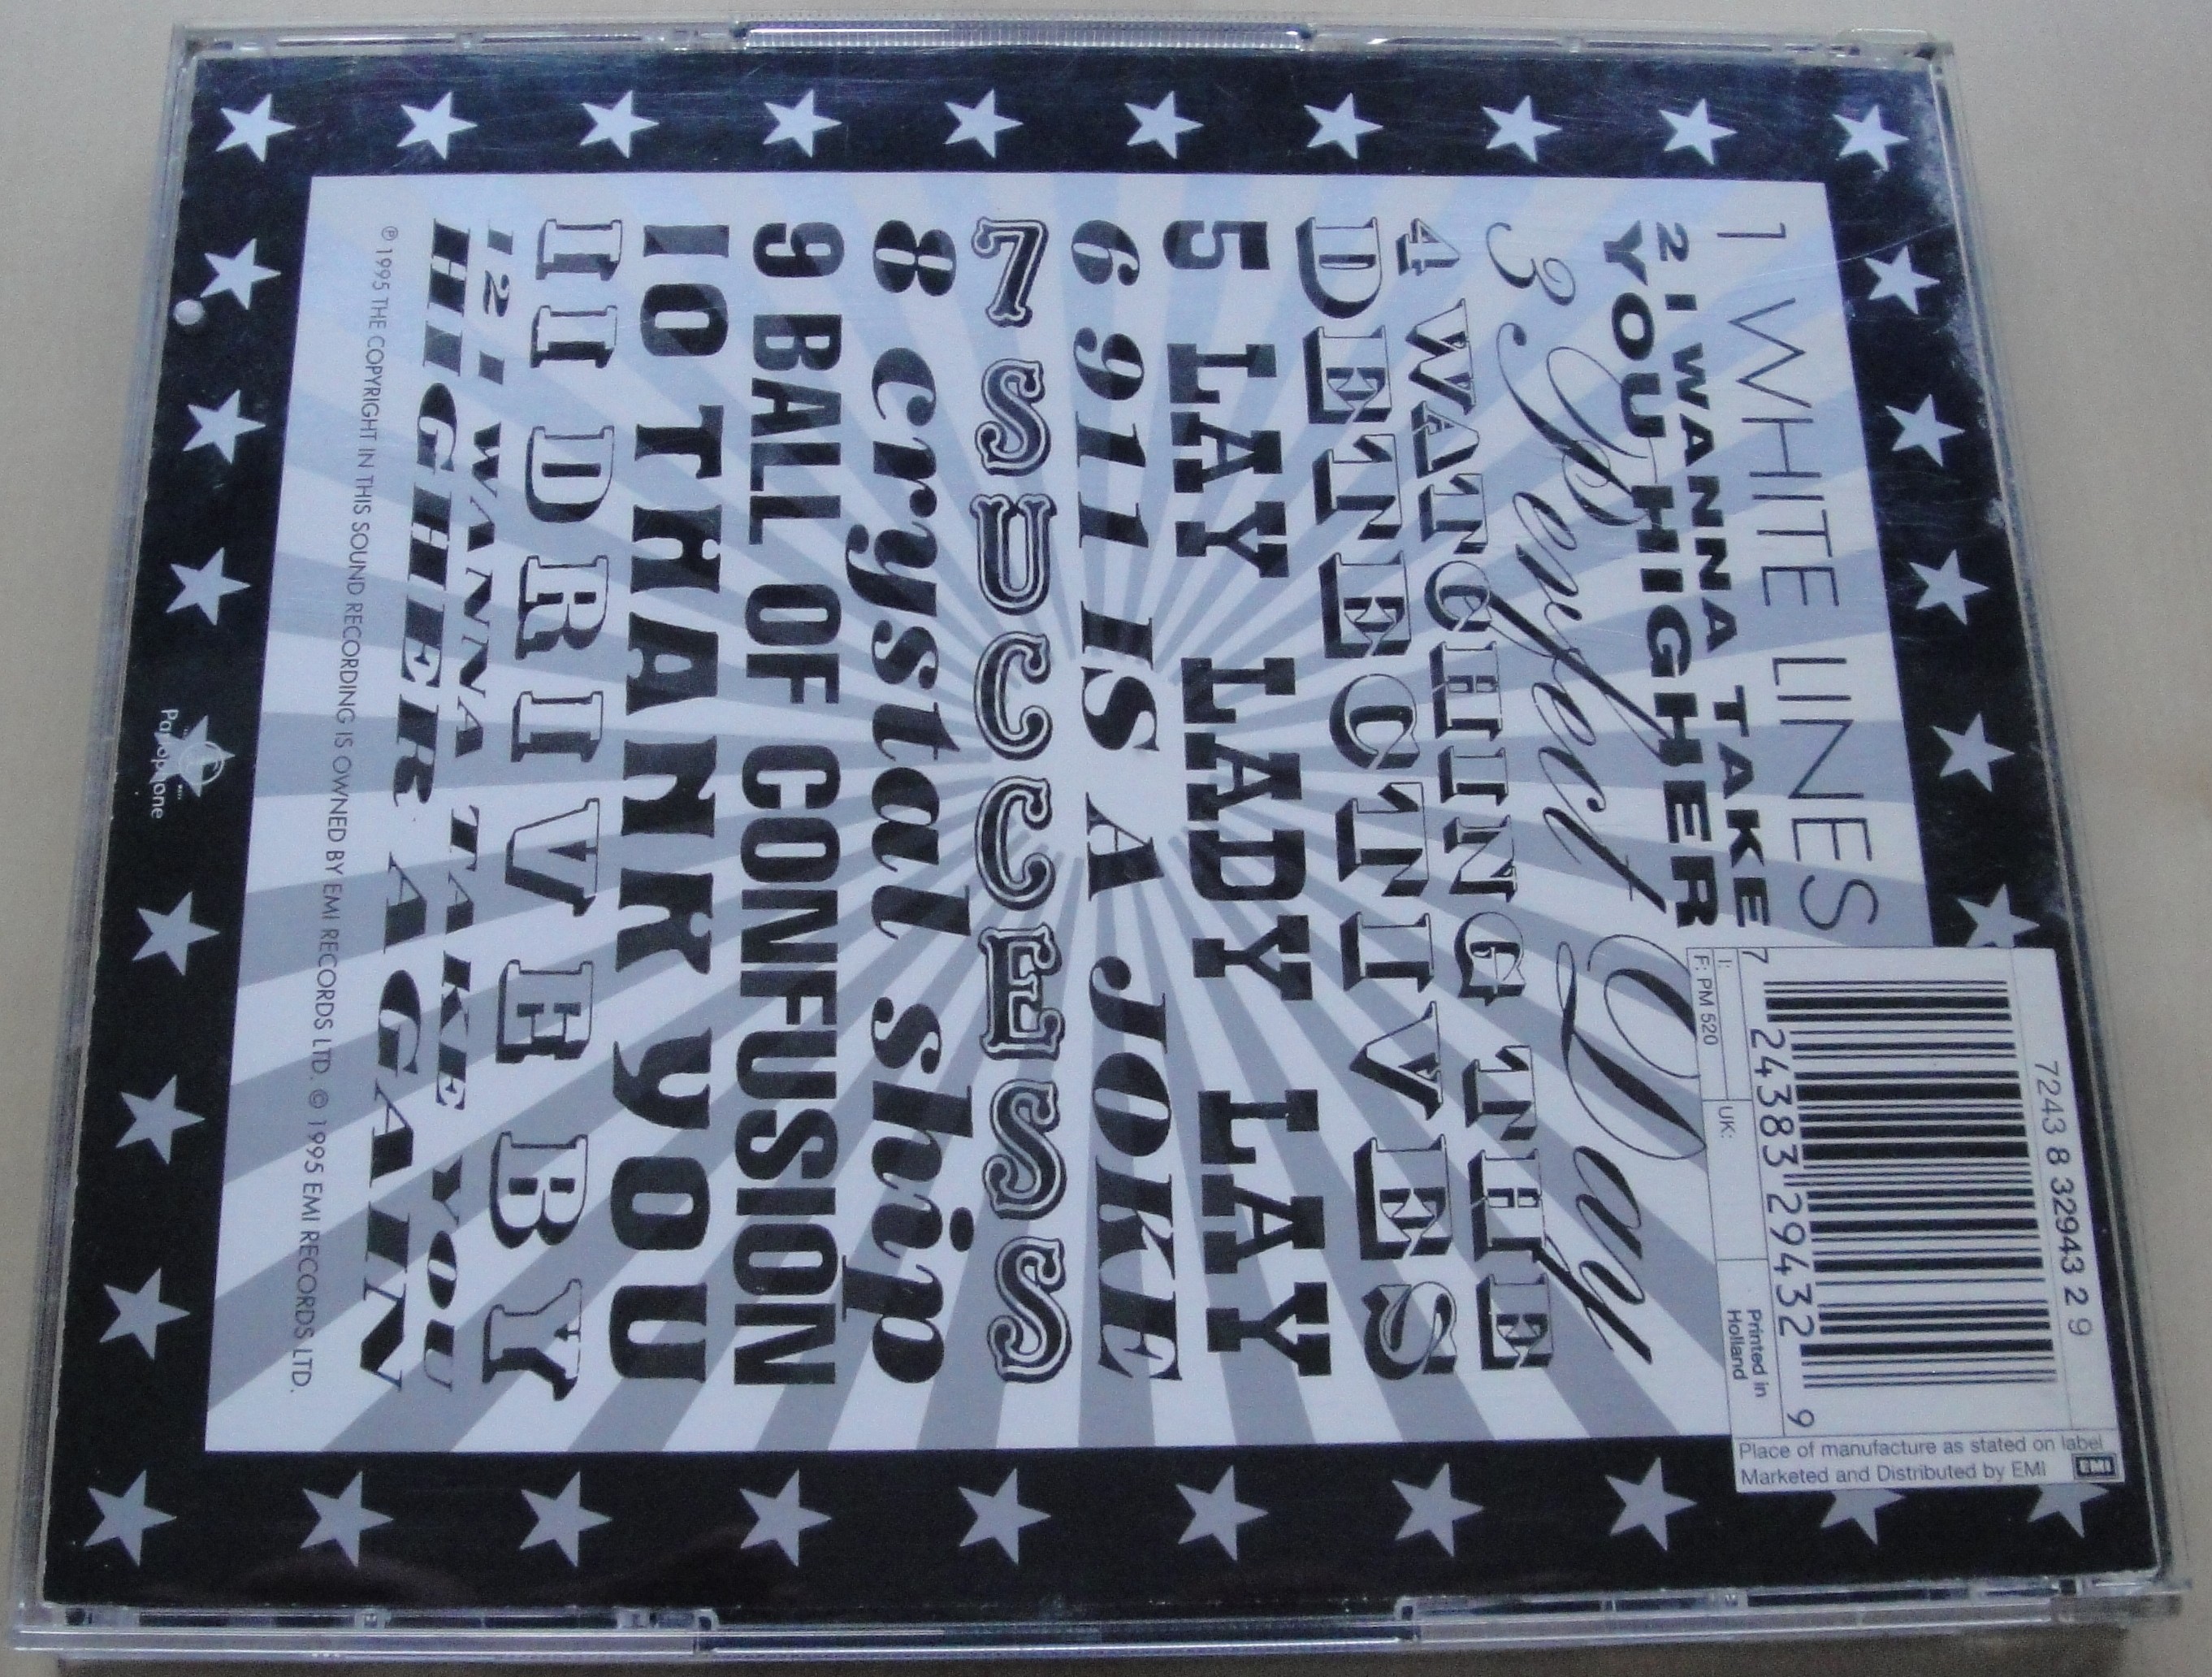 1 WHITE LINES
2 I WANNA TAKE
YOU HIGHER
3 Perfect Day
4 WATCHING THE
DETECTIVES
5 LAY LADY LAY
6 911 IS A JOKE
7 SUCCESS
8 crystal ship
9 BALL OF CONFUSION
10 THANK YOU
11 DRIVE BY
12 I WANNA TAKE YOU
HIGHER AGAIN
℗ 1995 THE COPYRIGHT IN THIS SOUND RECORDING IS OWNED BY EMI RECORDS LTD. © 1995 EMI RECORDS LTD.
Parlophone
7243 8 32943 2 9
7 24383 29432 9
I:
F: PM 520
UK:
Printed in
Holland
Place of manufacture as stated on label
Marketed and Distributed by EMI
EMI